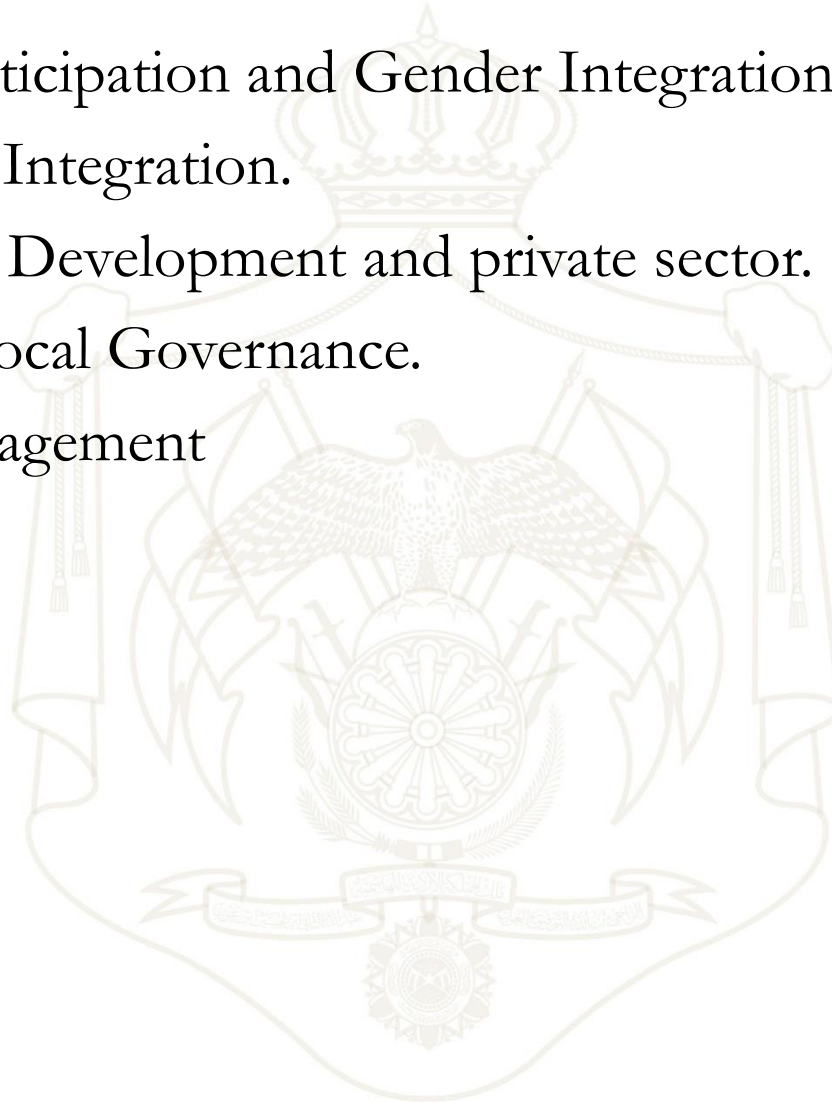 ticipation and Gender Integration
Integration.
Development and private sector.
ocal Governance.
agement